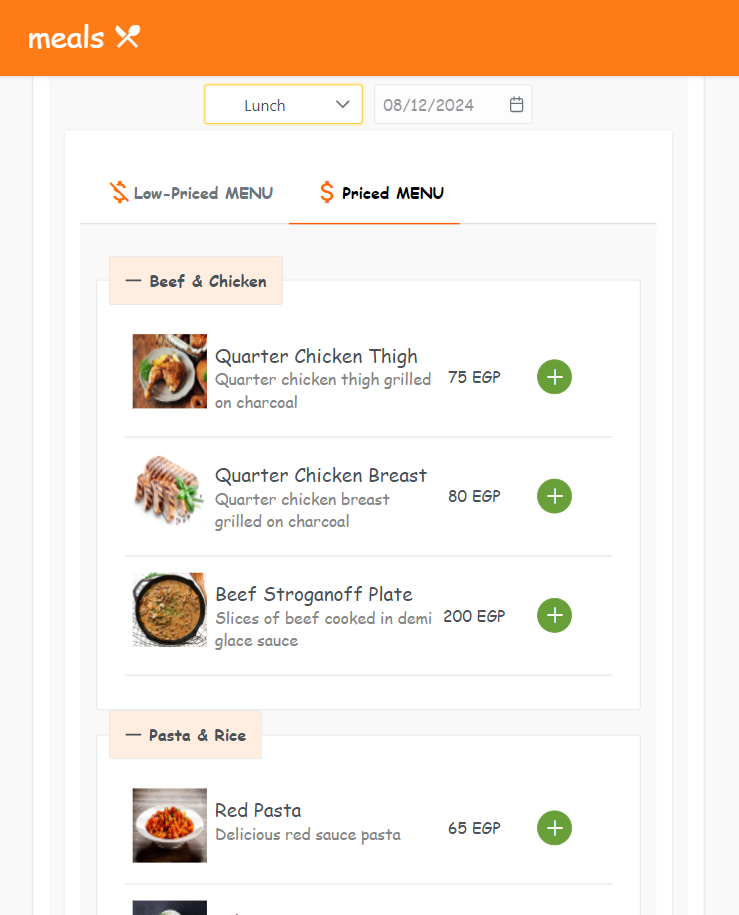 meals
Lunch
08/12/2024
Low-Priced MENU
Priced MENU
Beef & Chicken
Quarter Chicken Thigh
Quarter chicken thigh grilled
on charcoal
75 EGP
Quarter Chicken Breast
Quarter chicken breast
grilled on charcoal
80 EGP
Beef Stroganoff Plate
Slices of beef cooked in demi
glace sauce
200 EGP
Pasta & Rice
Red Pasta
Delicious red sauce pasta
65 EGP